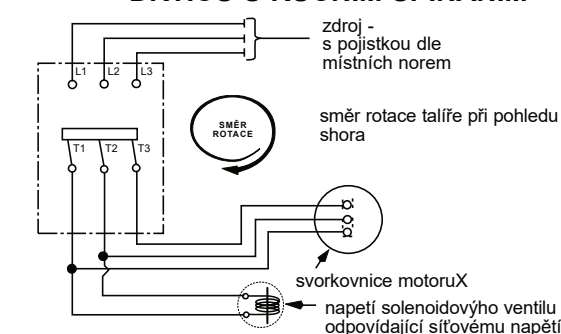 zdroj -
s pojistkou dle
místních norem
L1 L2 L3
směr rotace talíře při pohledu
shora
SMĚR
ROTACE
T1 T2 T3
svorkovnice motoruX
napetí solenoidovýho ventilu
odpovídající síťovému napětí